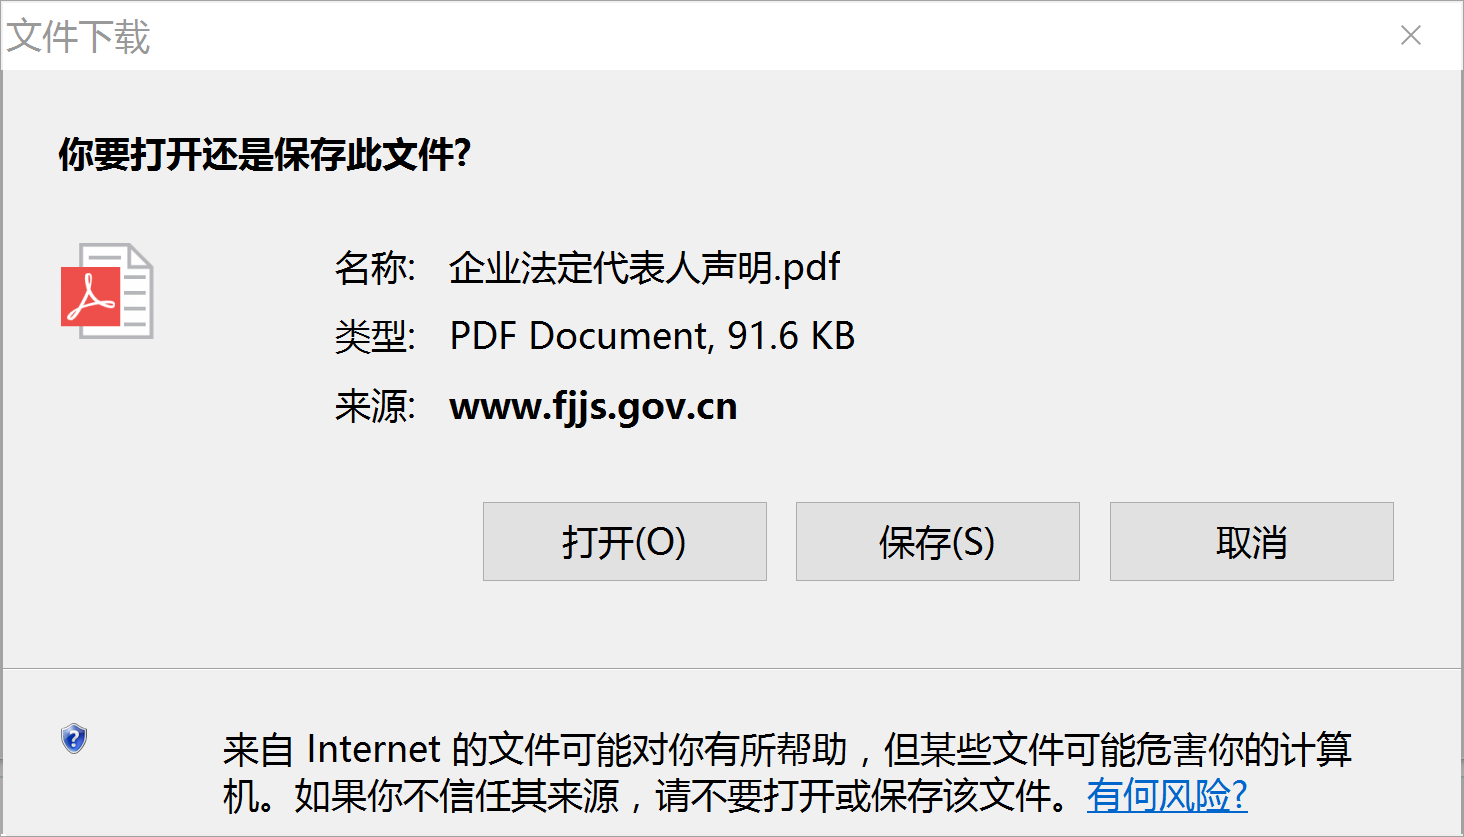 文件下载
你要打开还是保存此文件?
名称: 企业法定代表人声明.pdf
类型: PDF Document, 91.6 KB
来源: www.fjjs.gov.cn
打开(O) 保存(S) 取消
来自 Internet 的文件可能对你有所帮助，但某些文件可能危害你的计算
机。如果你不信任其来源，请不要打开或保存该文件。有何风险?